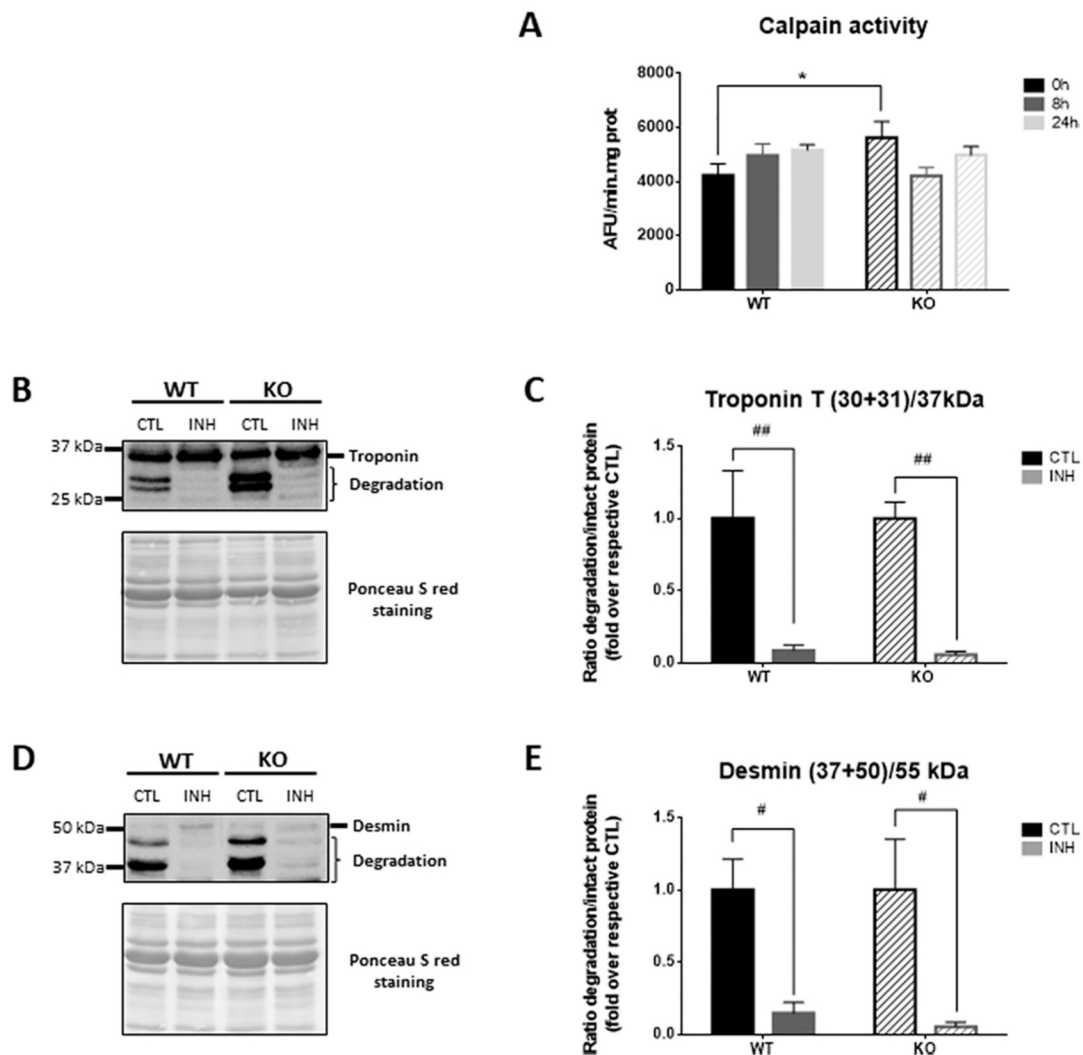 A
Calpain activity
AFU/min.mg prot
8000
6000
4000
2000
0
*
WT
KO
0h
8h
24h
B
WT KO
CTL INH CTL INH
37 kDa
25 kDa
Troponin
Degradation
Ponceau S red
staining
C
Troponin T (30+31)/37kDa
Ratio degradation/intact protein
(fold over respective CTL)
1.5
1.0
0.5
0.0
##
##
WT
KO
CTL
INH
D
WT KO
CTL INH CTL INH
50 kDa
37 kDa
Desmin
Degradation
Ponceau S red
staining
E
Desmin (37+50)/55 kDa
Ratio degradation/intact protein
(fold over respective CTL)
1.5
1.0
0.5
0.0
#
#
WT
KO
CTL
INH